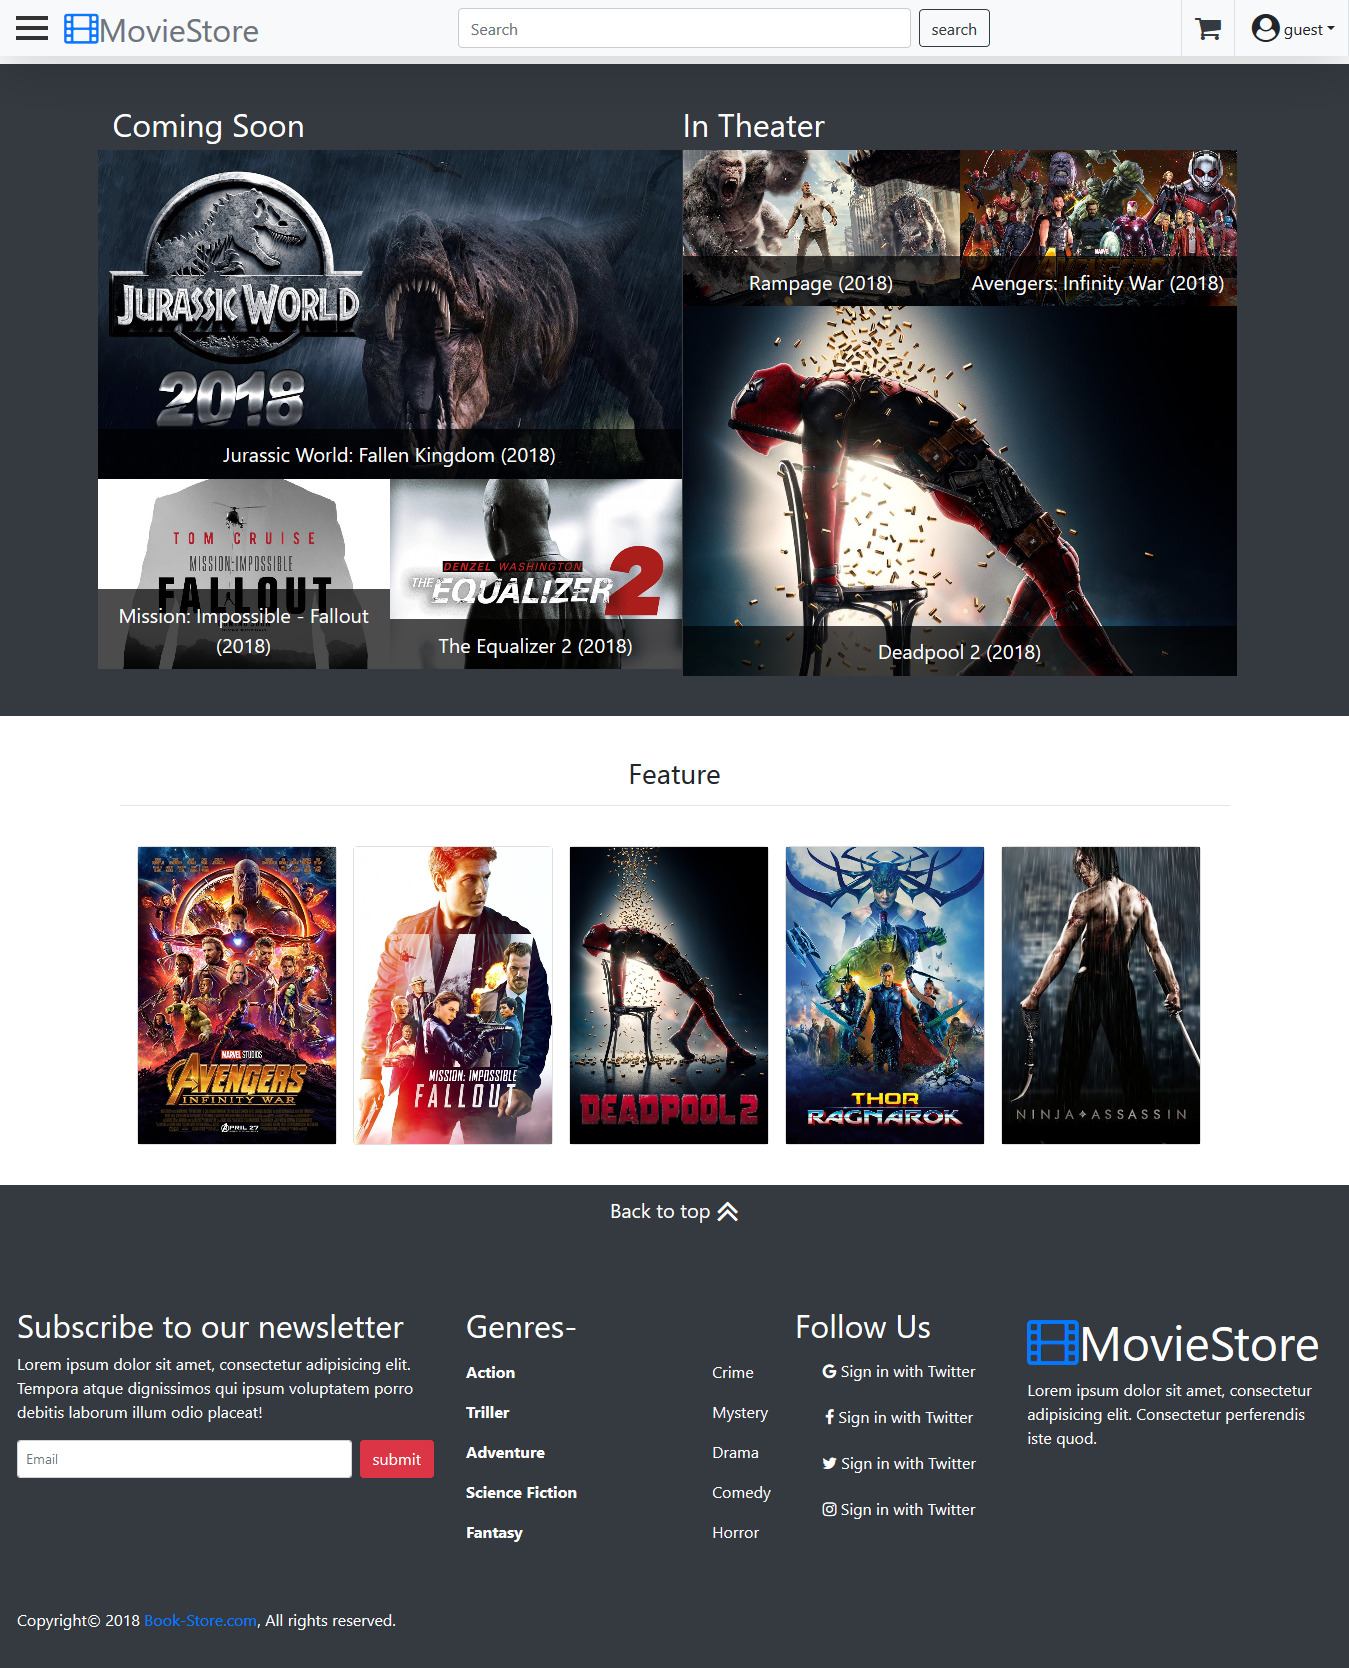 MovieStore
Search
search
guest
Coming Soon
In Theater
JURASSIC WORLD
2018
Jurassic World: Fallen Kingdom (2018)
Rampage (2018)
MARVEL
Avengers: Infinity War (2018)
TOM CRUISE
MISSION:IMPOSSIBLE
FALLOUT
Mission: Impossible - Fallout
(2018)
DENZEL WASHINGTON
THE EQUALIZER 2
The Equalizer 2 (2018)
Deadpool 2 (2018)
Feature
MARVEL STUDIOS
AVENGERS
INFINITY WAR
APRIL 27
MISSION: IMPOSSIBLE
FALLOUT
DEADPOOL 2
THOR
RAGNAROK
NINJA ASSASSIN
Back to top
Subscribe to our newsletter
Lorem ipsum dolor sit amet, consectetur adipisicing elit.
Tempora atque dignissimos qui ipsum voluptatem porro
debitis laborum illum odio placeat!
Email
submit
Genres-
Action
Crime
Triller
Mystery
Adventure
Drama
Science Fiction
Comedy
Fantasy
Horror
Follow Us
Sign in with Twitter
Sign in with Twitter
Sign in with Twitter
Sign in with Twitter
MovieStore
Lorem ipsum dolor sit amet, consectetur
adipisicing elit. Consectetur perferendis
iste quod.
Copyright© 2018 Book-Store.com, All rights reserved.